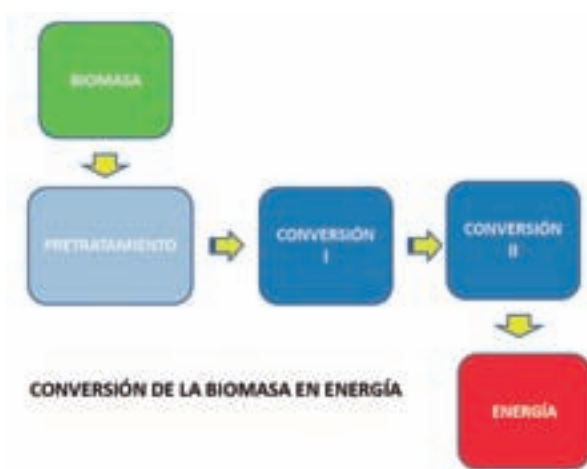 BIOMASA
PRETRATAMIENTO
CONVERSIÓN
I
CONVERSIÓN
II
CONVERSIÓN DE LA BIOMASA EN ENERGÍA
ENERGÍA